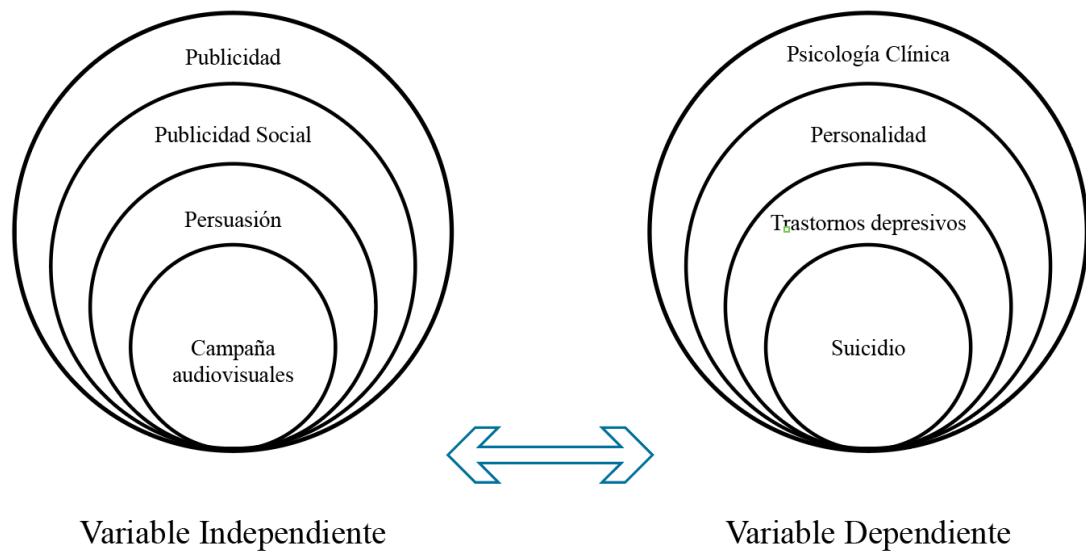 Publicidad
Publicidad Social
Persuasión
Campaña
audiovisuales
Variable Independiente
Psicología Clínica
Personalidad
Trastornos depresivos
Suicidio
Variable Dependiente